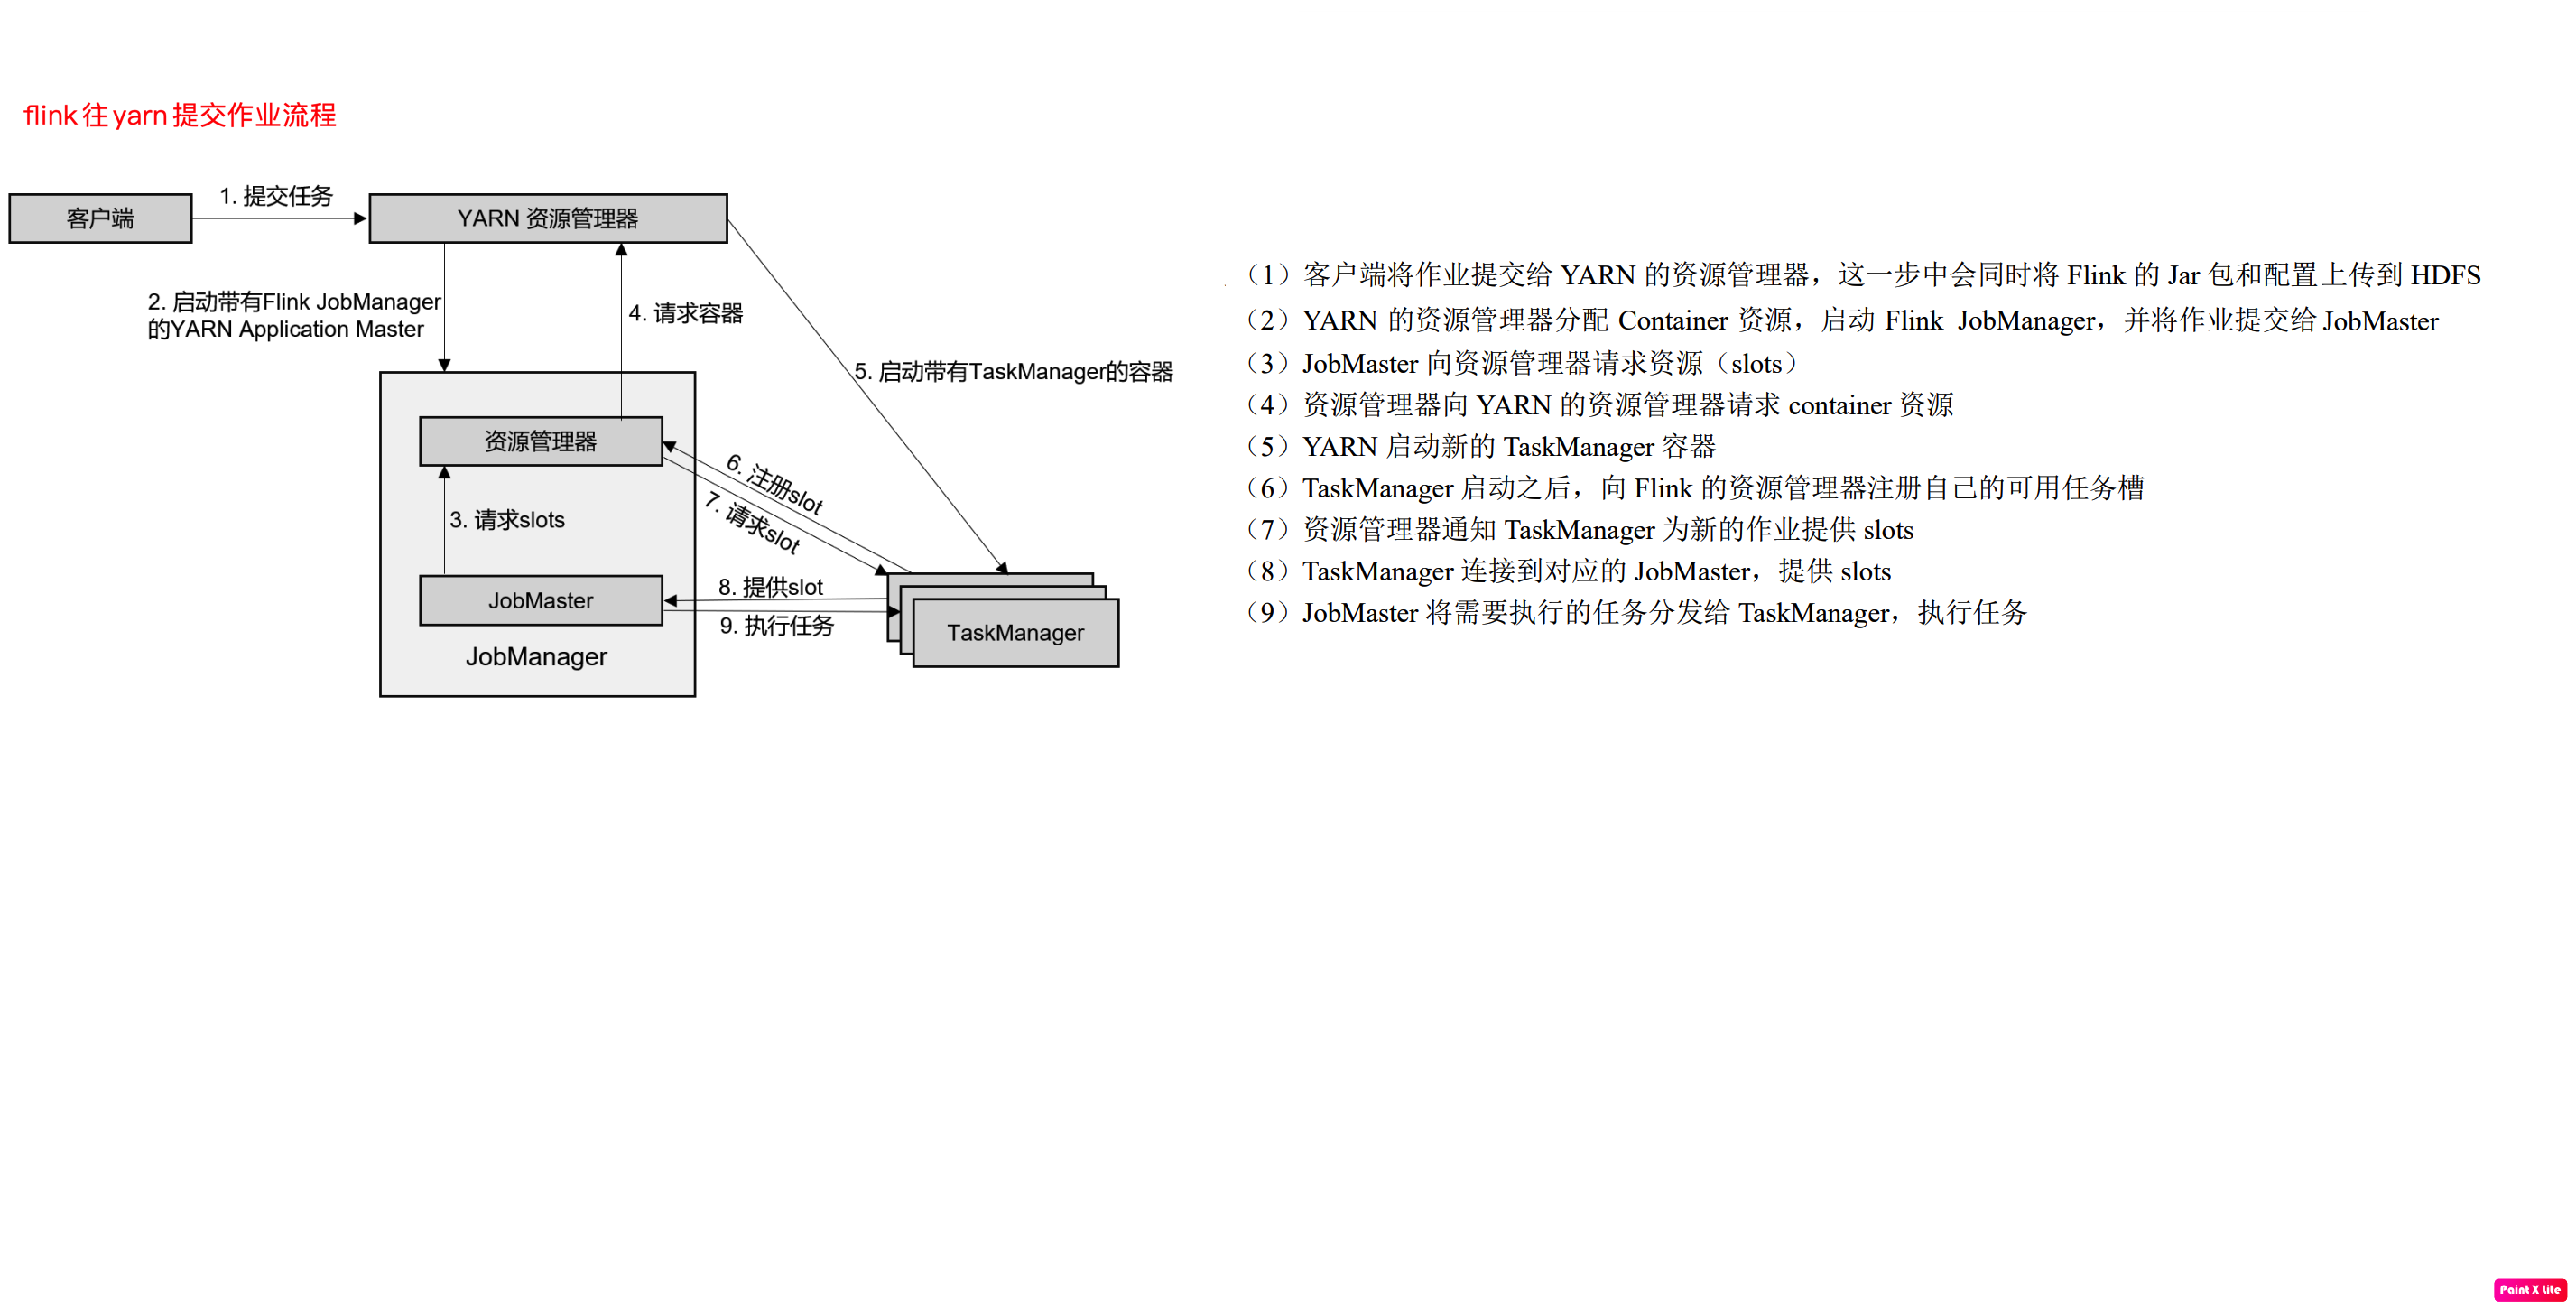 flink往yarn提交作业流程
客户端
1. 提交任务
YARN 资源管理器
2. 启动带有Flink JobManager
的YARN Application Master
4. 请求容器
5. 启动带有TaskManager的容器
资源管理器
6. 注册slot
7. 请求slot
3. 请求slots
8. 提供slot
JobMaster
9. 执行任务
TaskManager
JobManager
（1）客户端将作业提交给 YARN 的资源管理器，这一步中会同时将 Flink 的 Jar 包和配置上传到 HDFS
（2）YARN 的资源管理器分配 Container 资源，启动 Flink JobManager，并将作业提交给 JobMaster
（3）JobMaster 向资源管理器请求资源（slots）
（4）资源管理器向 YARN 的资源管理器请求 container 资源
（5）YARN 启动新的 TaskManager 容器
（6）TaskManager 启动之后，向 Flink 的资源管理器注册自己的可用任务槽
（7）资源管理器通知 TaskManager 为新的作业提供 slots
（8）TaskManager 连接到对应的 JobMaster，提供 slots
（9）JobMaster 将需要执行的任务分发给 TaskManager，执行任务
Paint X Lite